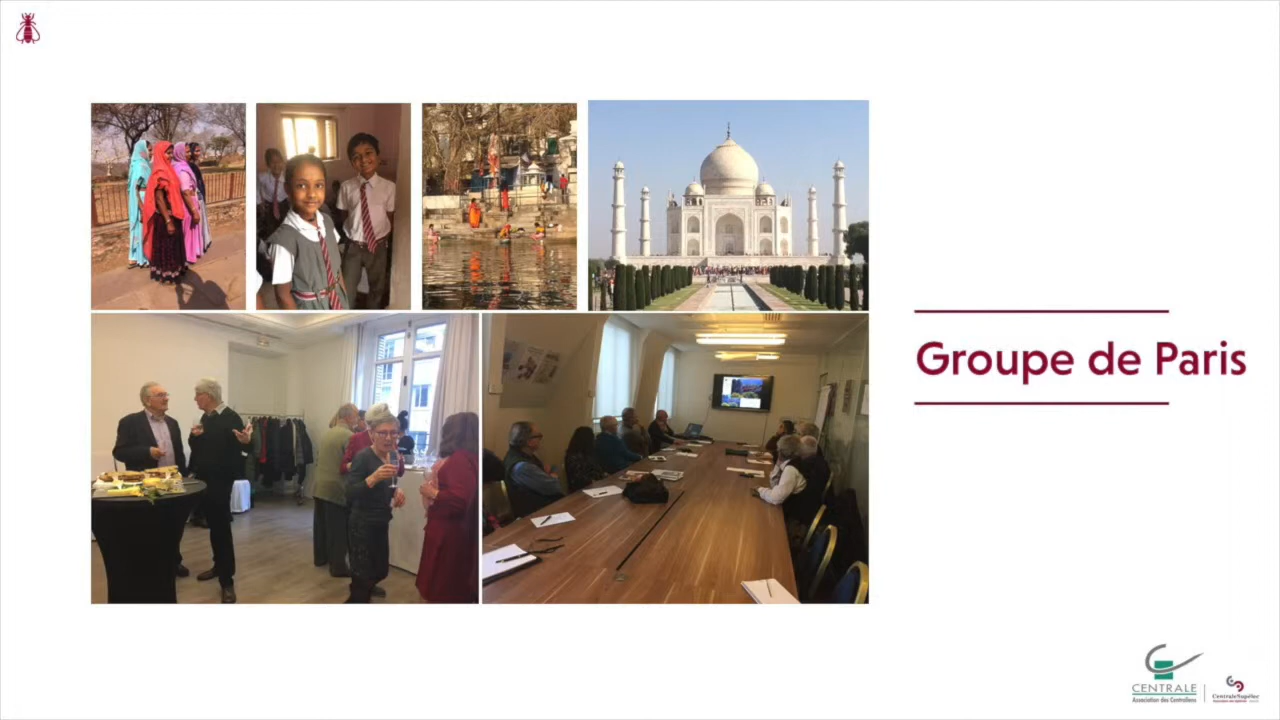 Groupe de Paris
CENTRALE
Association des Centraliens
CentraleSupélec